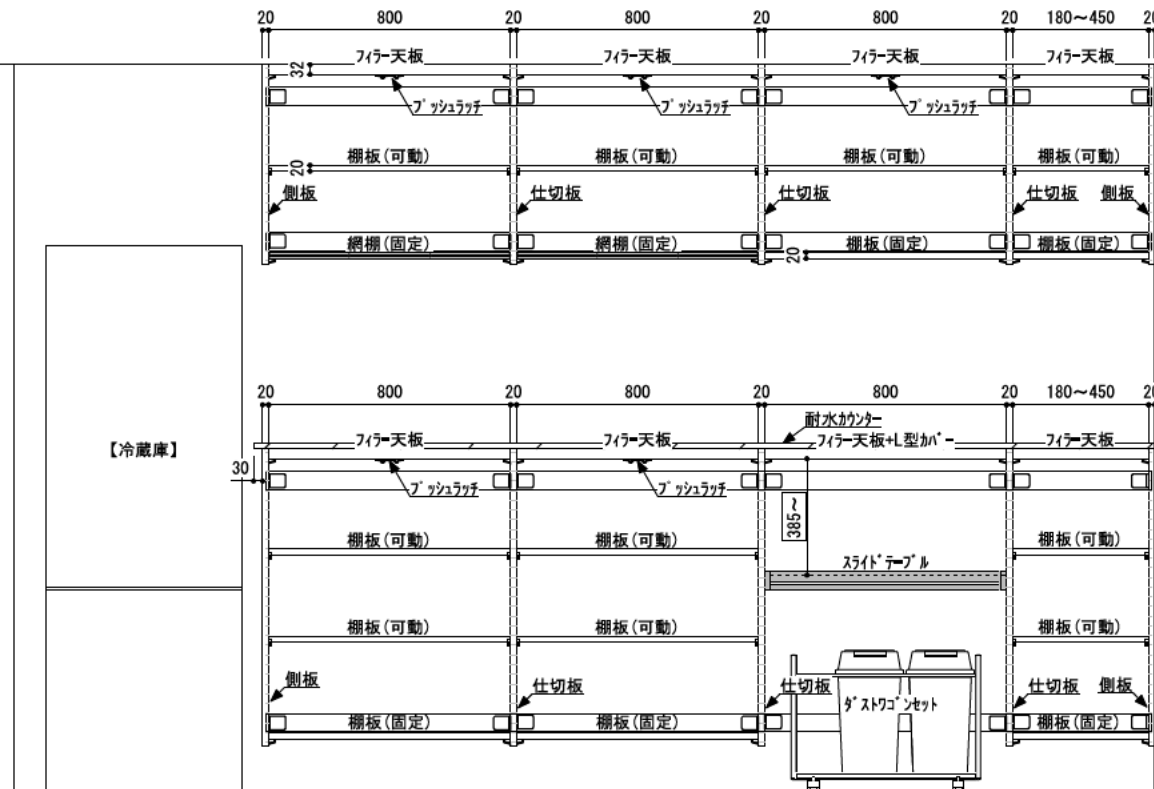 20 800 20 800 20 800 20 180～450 20
フィラー天板 フィラー天板 フィラー天板 フィラー天板
32
プッシュラッチ プッシュラッチ プッシュラッチ
棚板(可動) 棚板(可動) 棚板(可動) 棚板(可動)
20
側板 仕切板 仕切板 仕切板 側板
網棚(固定) 網棚(固定) 棚板(固定) 棚板(固定)
20
20 800 20 800 20 800 20 180～450 20
耐水カウンター
フィラー天板 フィラー天板 フィラー天板+L型カバー フィラー天板
【冷蔵庫】
30
プッシュラッチ プッシュラッチ
385～
棚板(可動) 棚板(可動) 棚板(可動)
スライドテーブル
棚板(可動) 棚板(可動) 棚板(可動)
側板 仕切板 仕切板 仕切板 側板
ダストワゴンセット
棚板(固定) 棚板(固定) 棚板(固定)